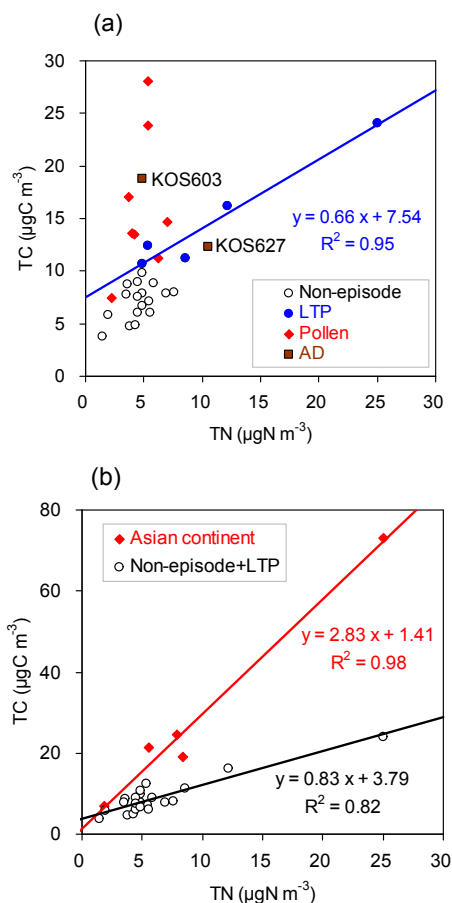 (a)
30
25
20
15
10
5
0
TC (µgC m-3)
KOS603
KOS627
y = 0.66 x + 7.54
R2 = 0.95
Non-episode
LTP
Pollen
AD
0 5 10 15 20 25 30
TN (µgN m-3)
(b)
80
60
40
20
0
TC (µgC m-3)
Asian continent
Non-episode+LTP
y = 2.83 x + 1.41
R2 = 0.98
y = 0.83 x + 3.79
R2 = 0.82
0 5 10 15 20 25 30
TN (µgN m-3)